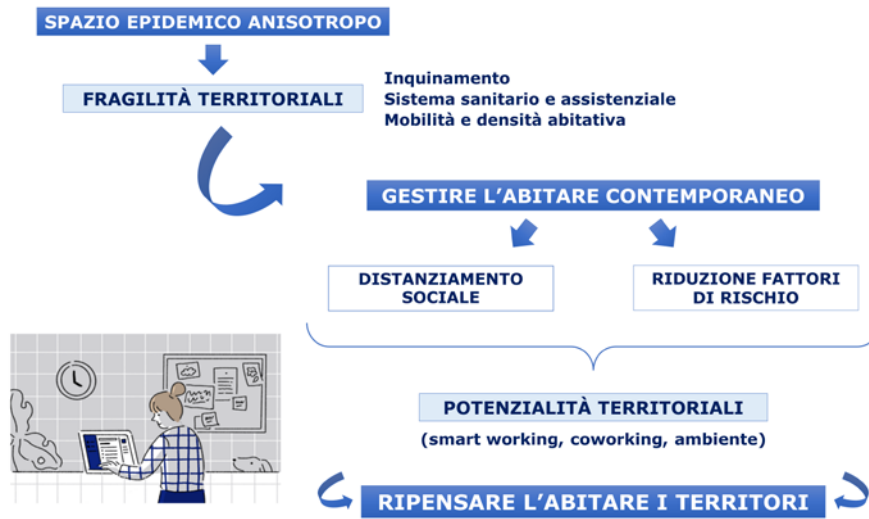 SPAZIO EPIDEMICO ANISOTROPO
FRAGILITÀ TERRITORIALI
Inquinamento
Sistema sanitario e assistenziale
Mobilità e densità abitativa
GESTIRE L'ABITARE CONTEMPORANEO
DISTANZIAMENTO
SOCIALE
RIDUZIONE FATTORI
DI RISCHIO
POTENZIALITÀ TERRITORIALI
(smart working, coworking, ambiente)
RIPENSARE L'ABITARE I TERRITORI